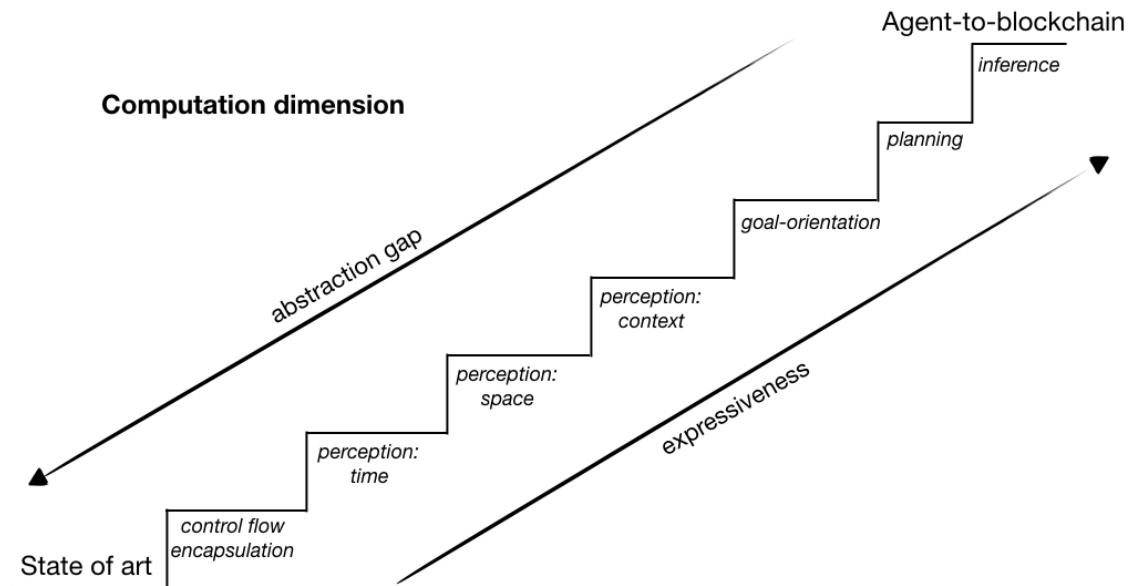 Agent-to-blockchain
inference
Computation dimension
planning
goal-orientation
abstraction gap
perception:
context
perception:
space
expressiveness
perception:
time
control flow
encapsulation
State of art